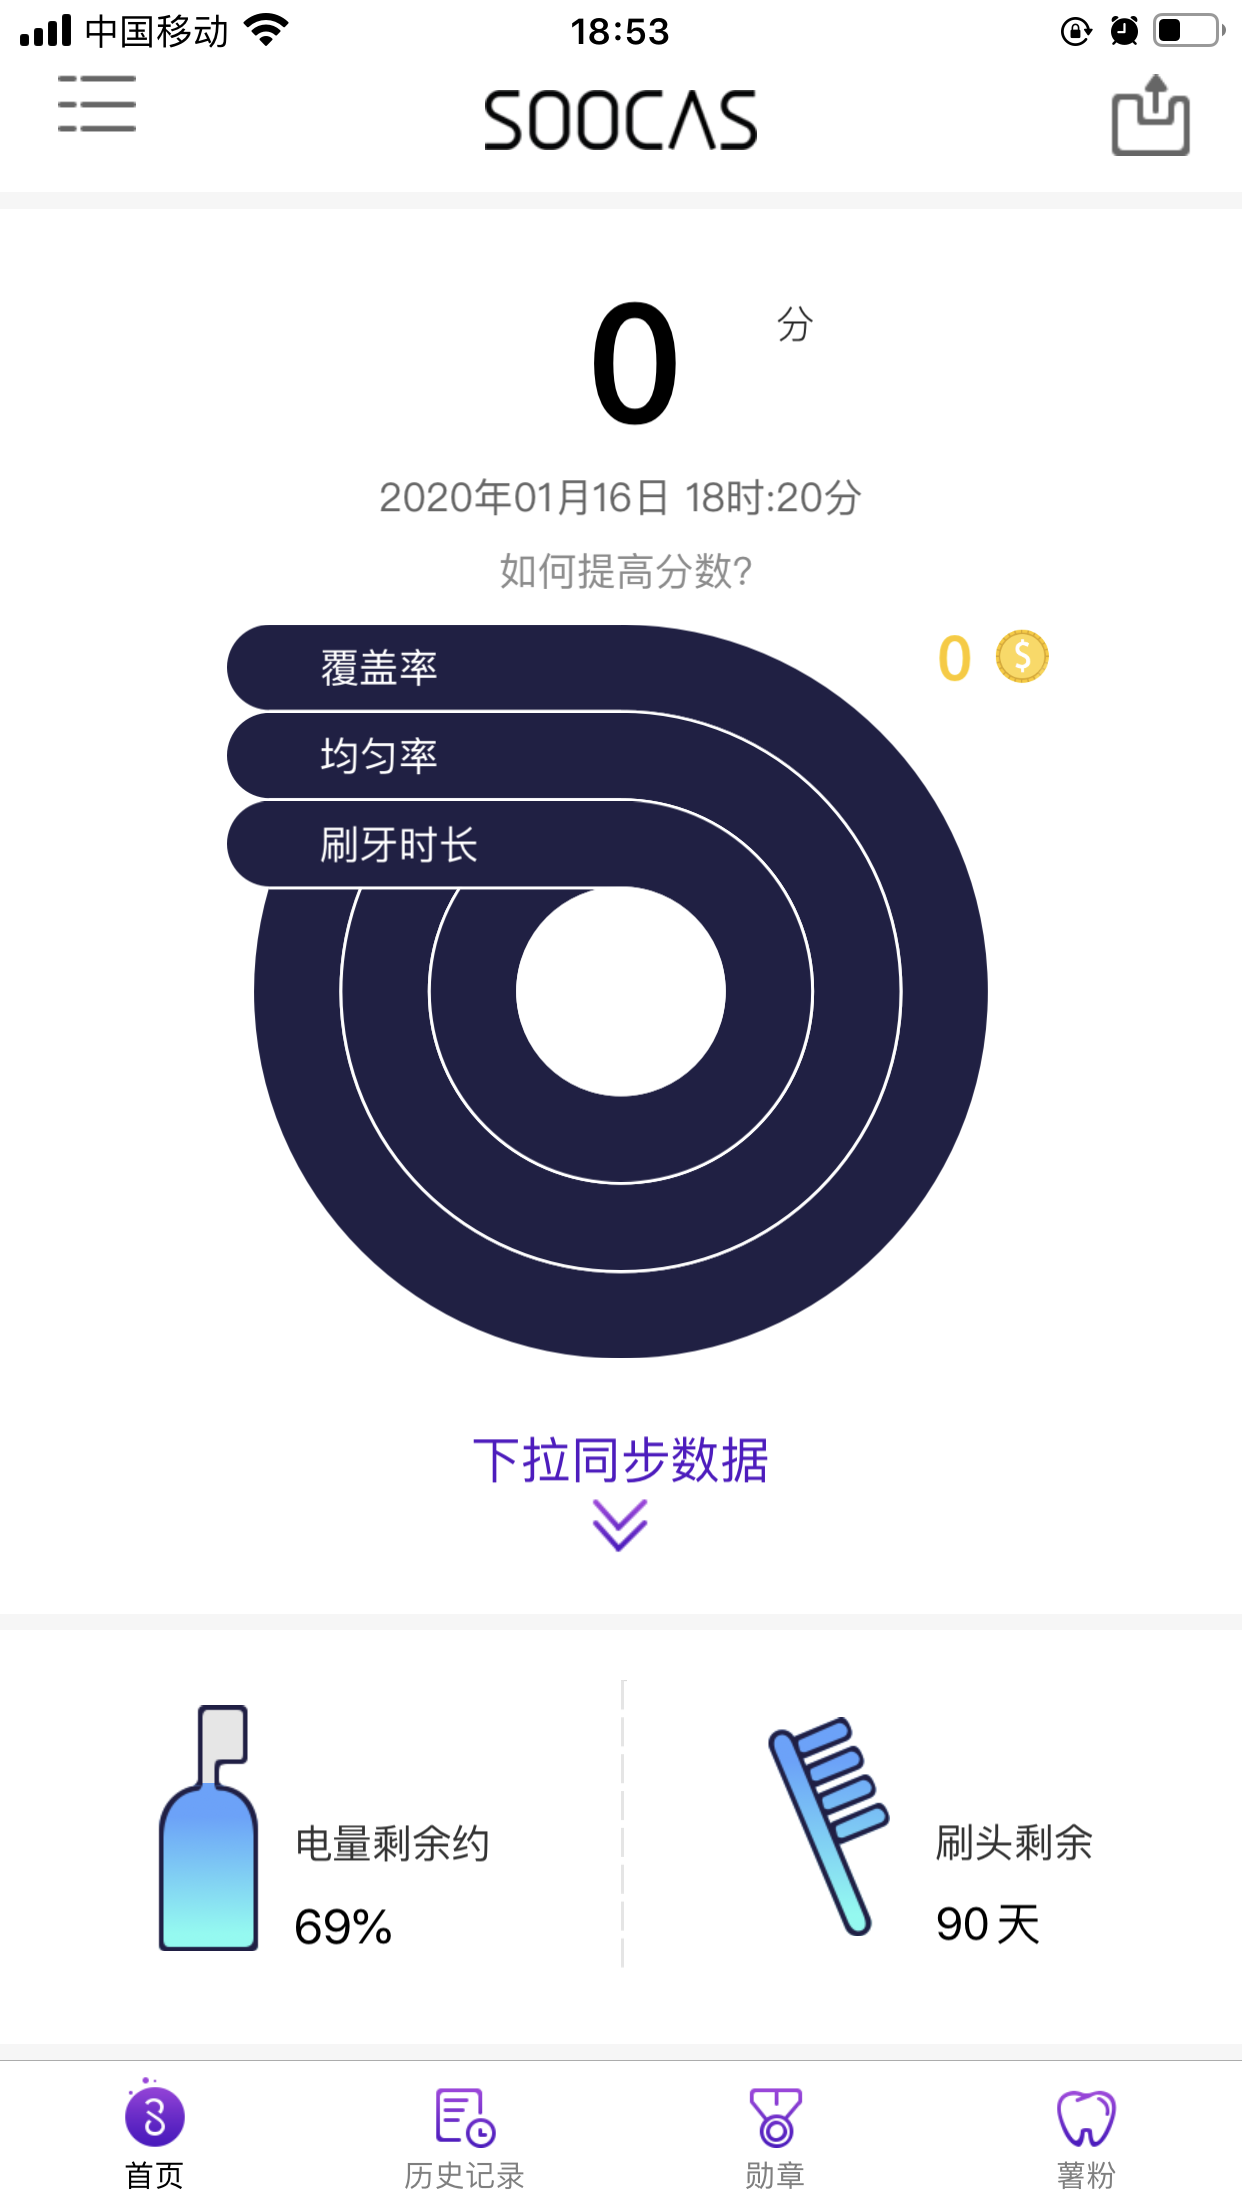 中国移动 18:53
SOOCAS
0 分
2020年01月16日 18时:20分
如何提高分数?
覆盖率 0
均匀率
刷牙时长
下拉同步数据
电量剩余约 刷头剩余
69% 90天
首页 历史记录 勋章 薯粉